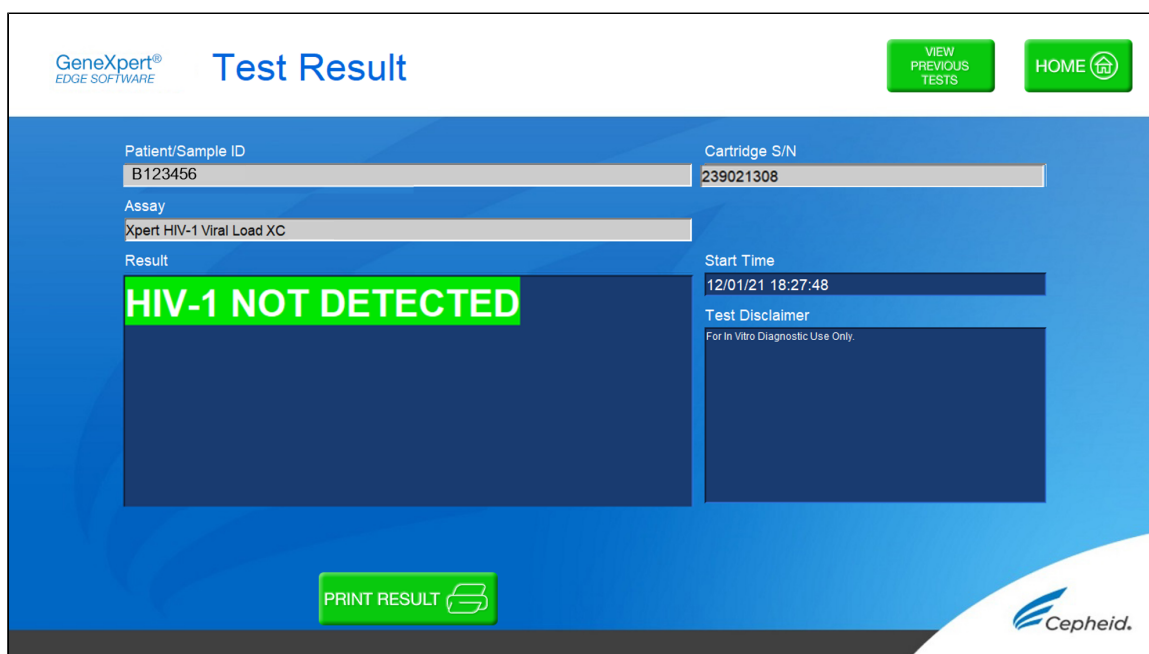 GeneXpert®
EDGE SOFTWARE
Test Result
VIEW
PREVIOUS
TESTS
HOME
Patient/Sample ID
B123456
Cartridge S/N
239021308
Assay
Xpert HIV-1 Viral Load XC
Result
HIV-1 NOT DETECTED
Start Time
12/01/21 18:27:48
Test Disclaimer
For In Vitro Diagnostic Use Only.
PRINT RESULT
Cepheid.